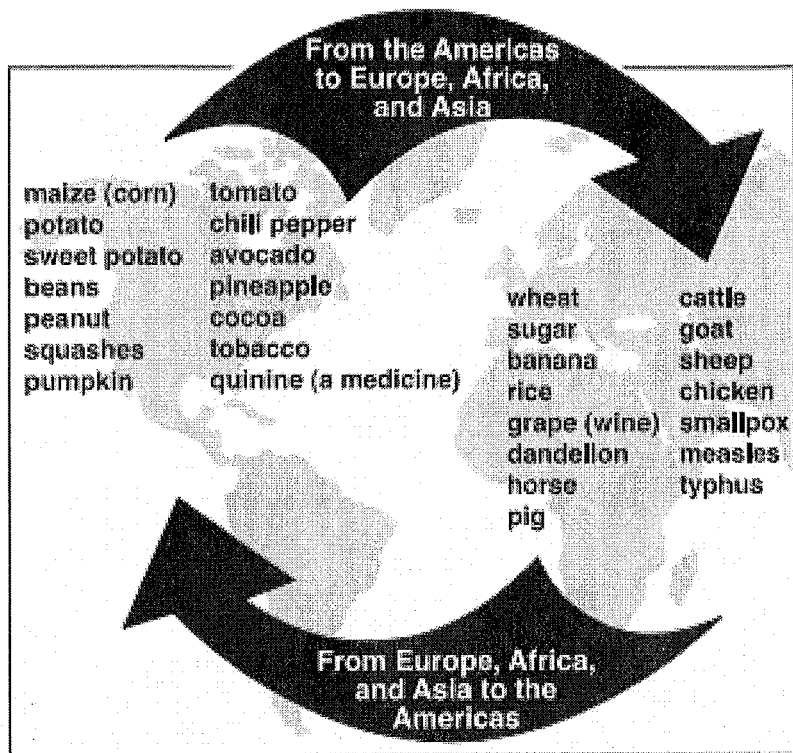 From the Americas
to Europe, Africa,
and Asia
maize (corn)
potato
sweet potato
beans
peanut
squashes
pumpkin
tomato
chili pepper
avocado
pineapple
cocoa
tobacco
quinine (a medicine)
wheat
sugar
banana
rice
grape (wine)
dandelion
horse
pig
cattle
goat
sheep
chicken
smallpox
measles
typhus
From Europe, Africa,
and Asia to the
Americas